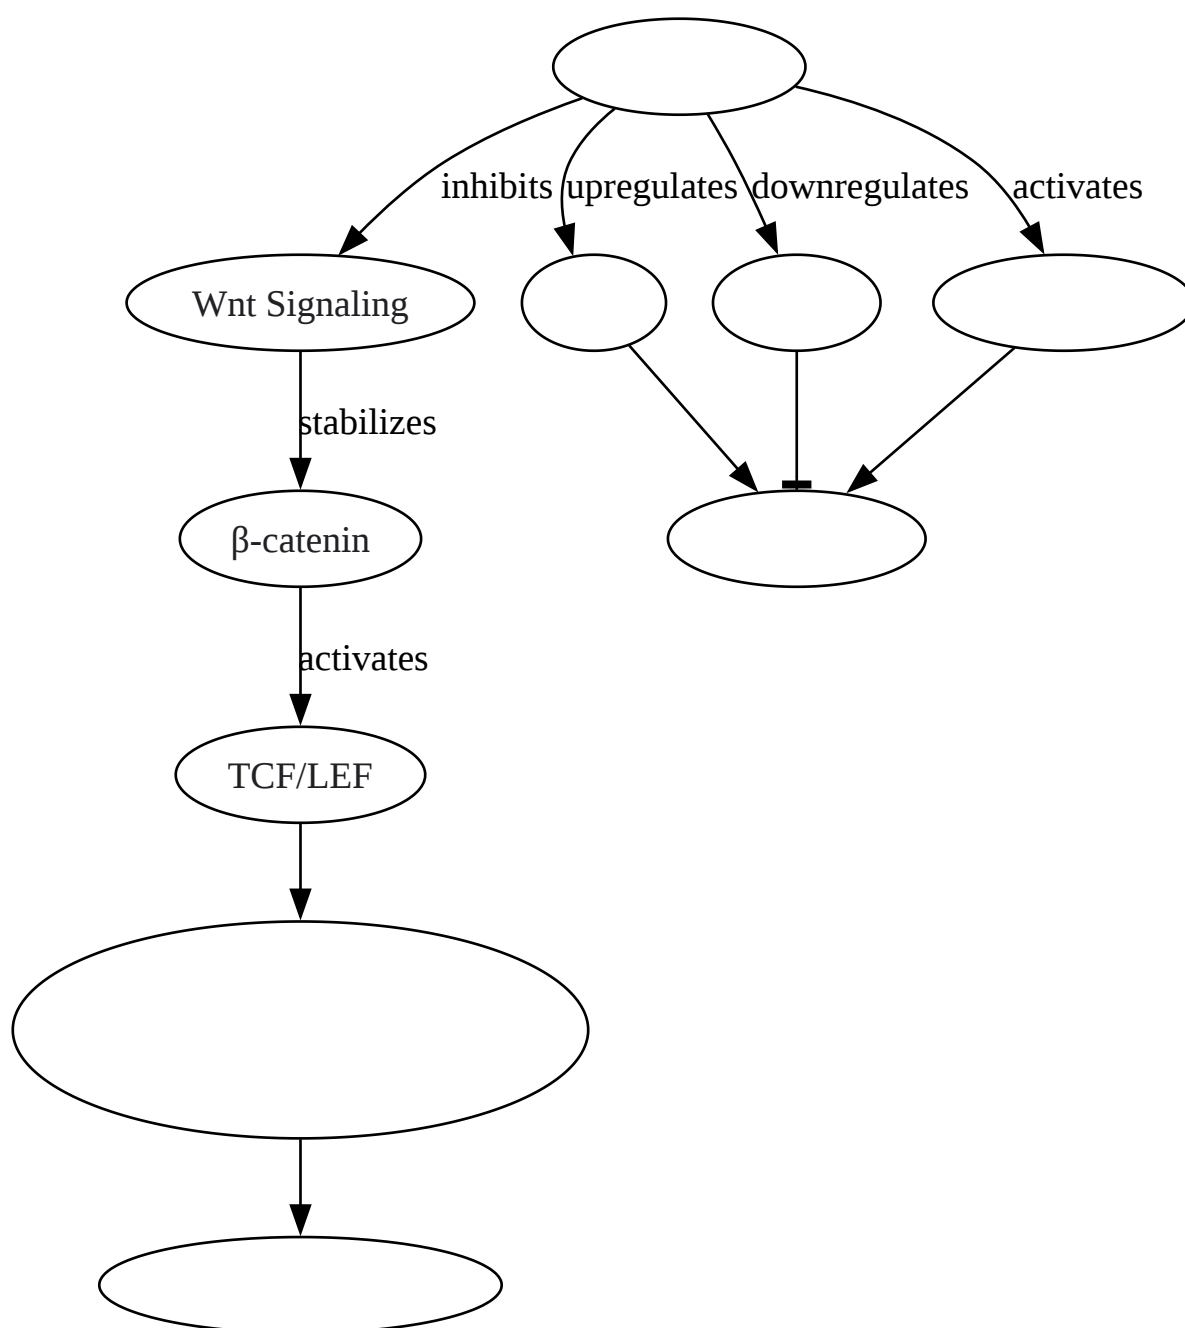 inhibits upregulates downregulates activates
Wnt Signaling
stabilizes
β-catenin
activates
TCF/LEF